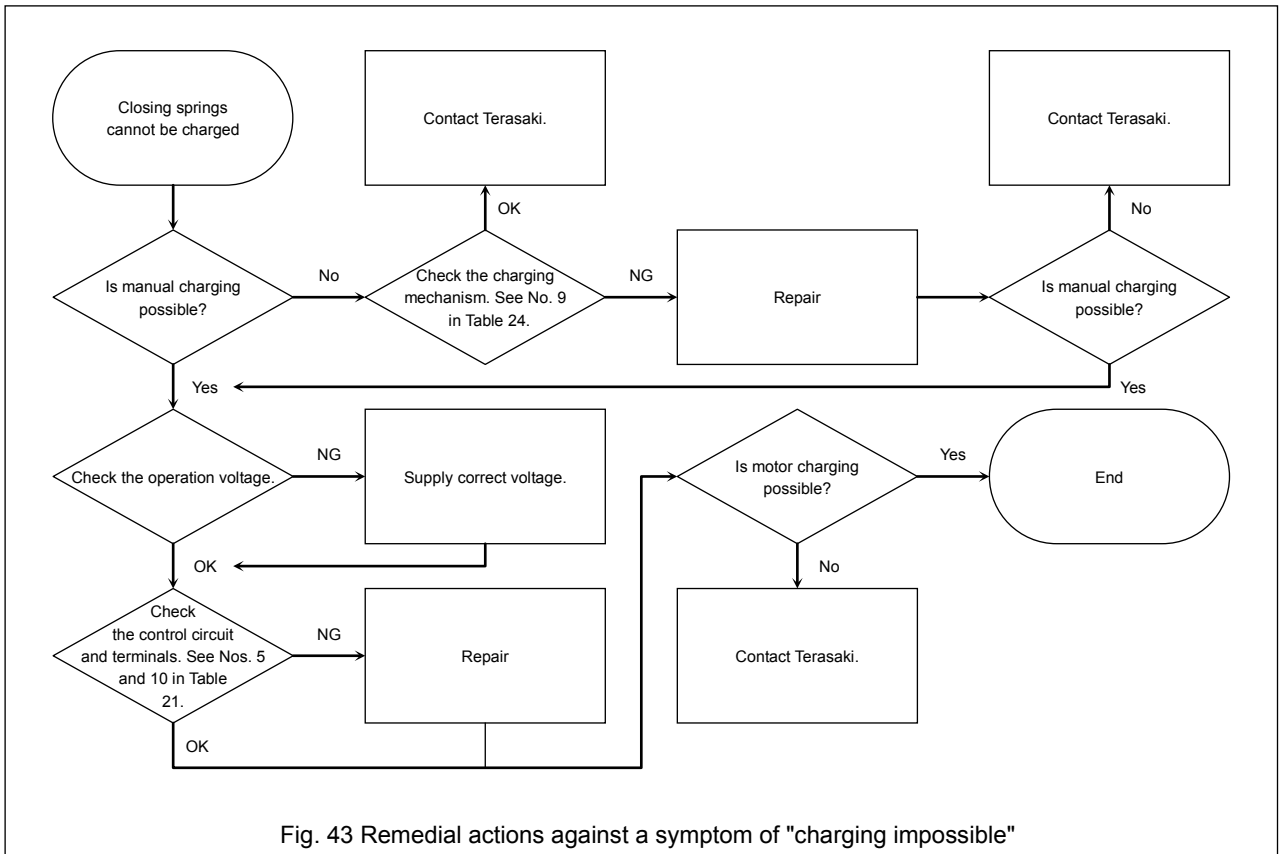 Closing springs
cannot be charged
Contact Terasaki.
Contact Terasaki.
OK
No
Is manual charging
possible?
No
Check the charging
mechanism. See No. 9
in Table 24.
NG
Repair
Is manual charging
possible?
Yes
Yes
Check the operation voltage.
NG
Supply correct voltage.
Is motor charging
possible?
Yes
End
OK
No
Check
the control circuit
and terminals. See Nos. 5
and 10 in Table
21.
NG
Repair
Contact Terasaki.
OK
Fig. 43 Remedial actions against a symptom of "charging impossible"